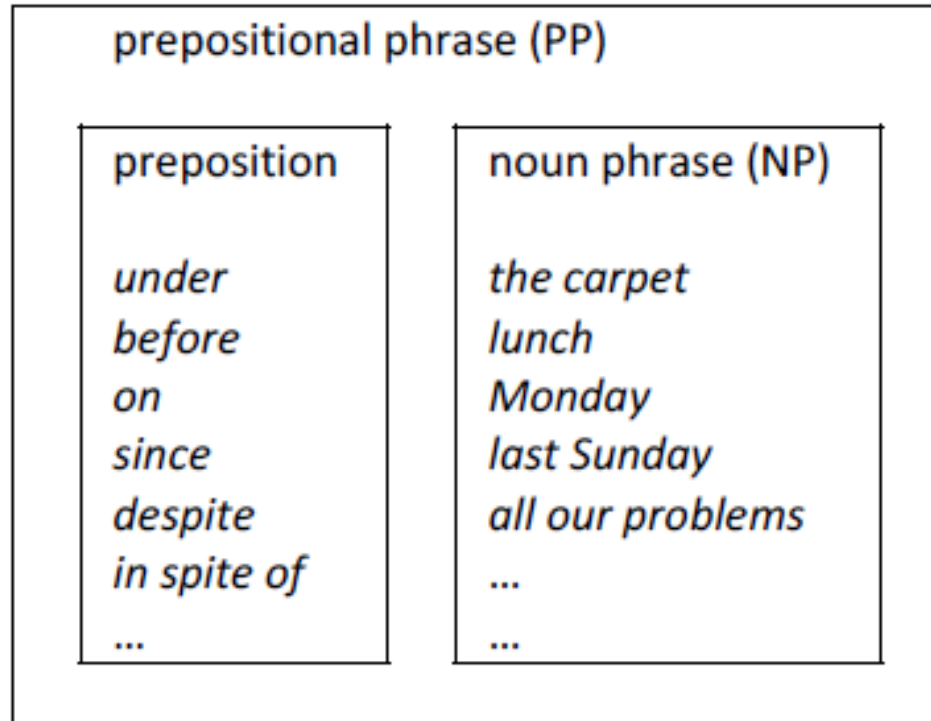 prepositional phrase (PP)
preposition
under
before
on
since
despite
in spite of
...
noun phrase (NP)
the carpet
lunch
Monday
last Sunday
all our problems
...
...